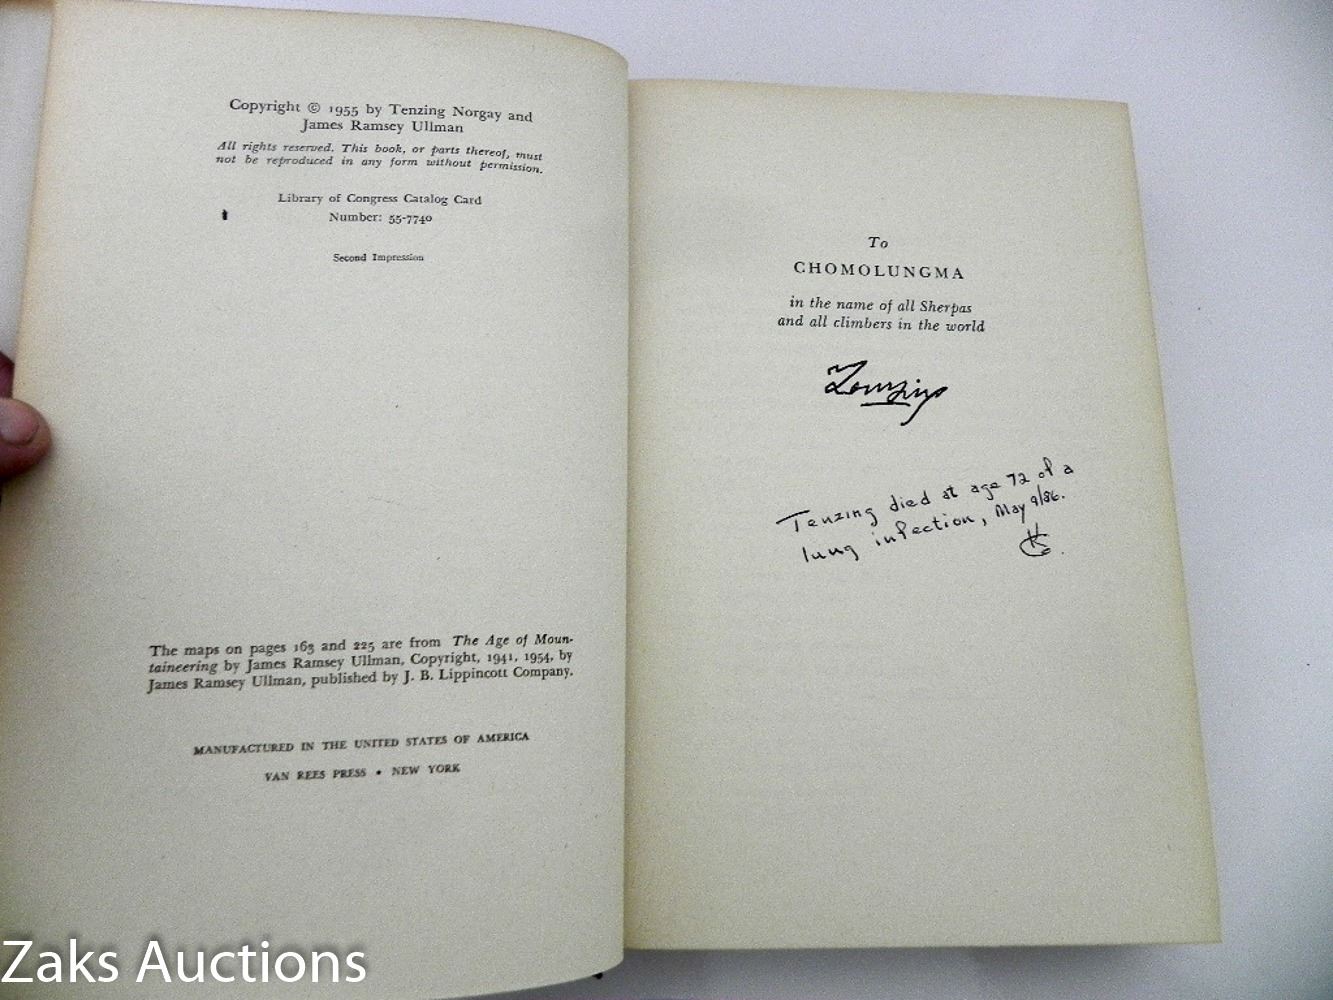 Copyright © 1955 by Tenzing Norgay and
James Ramsey Ullman
All rights reserved. This book, or parts thereof, must
not be reproduced in any form without permission.
Library of Congress Catalog Card
Number: 55-7740
Second Impression
The maps on pages 163 and 225 are from The Age of Moun-
taineering by James Ramsey Ullman, Copyright, 1941, 1954, by
James Ramsey Ullman, published by J. B. Lippincott Company.
MANUFACTURED IN THE UNITED STATES OF AMERICA
VAN REES PRESS • NEW YORK
To
CHOMOLUNGMA
in the name of all Sherpas
and all climbers in the world
Tenzing
Tenzing died at age 72 of a
lung infection, May 9/86.
Zaks Auctions